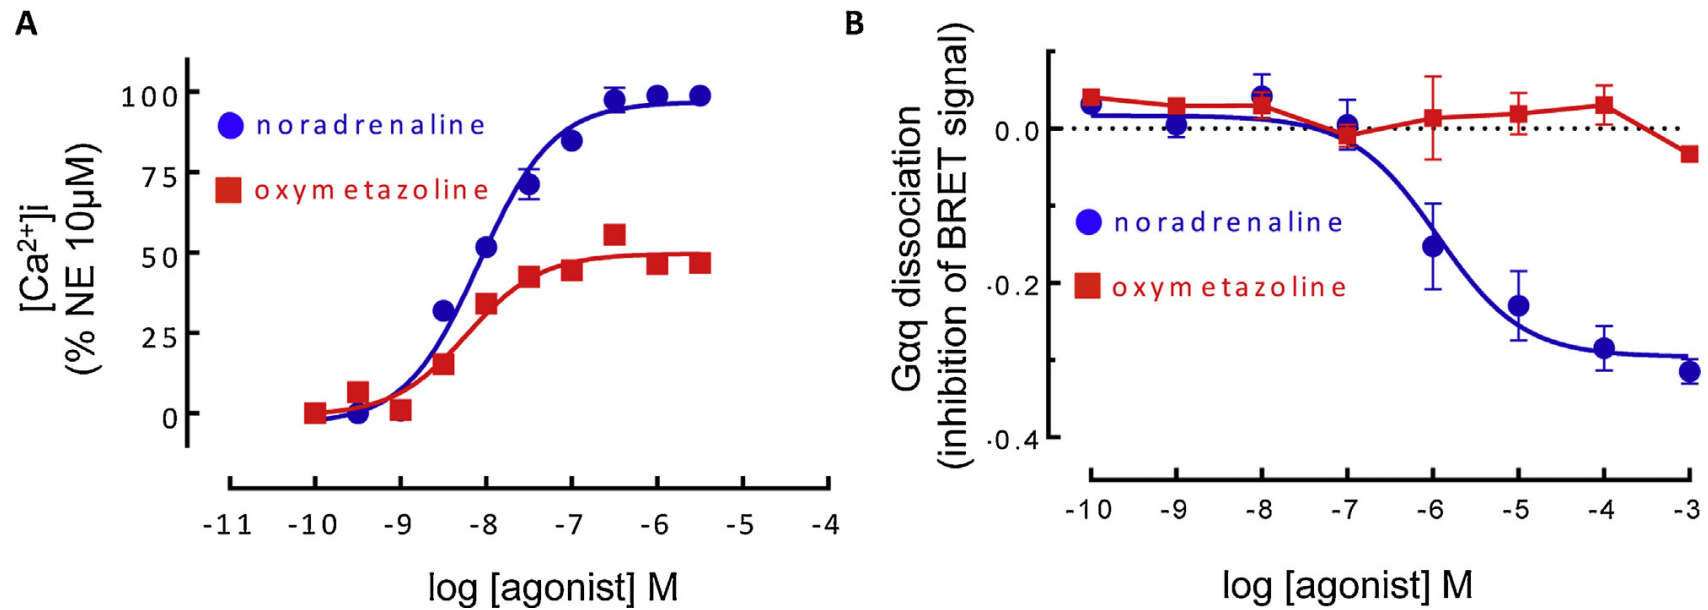 A
[Ca²⁺]i
(% NE 10µM)
100
75
50
25
0
noradrenaline
oxymetazoline
-11 -10 -9 -8 -7 -6 -5 -4
log [agonist] M
B
Gαq dissociation
(inhibition of BRET signal)
0.0
-0.2
-0.4
noradrenaline
oxymetazoline
-10 -9 -8 -7 -6 -5 -4 -3
log [agonist] M